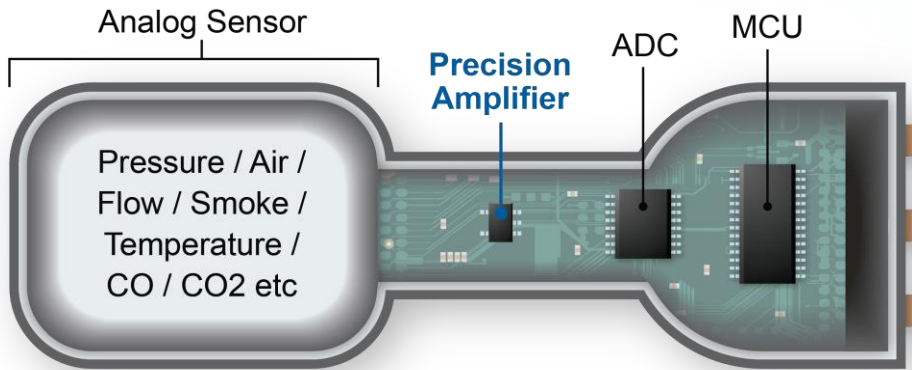 Analog Sensor
Precision
Amplifier
ADC
MCU
Pressure / Air /
Flow / Smoke /
Temperature /
CO / CO2 etc